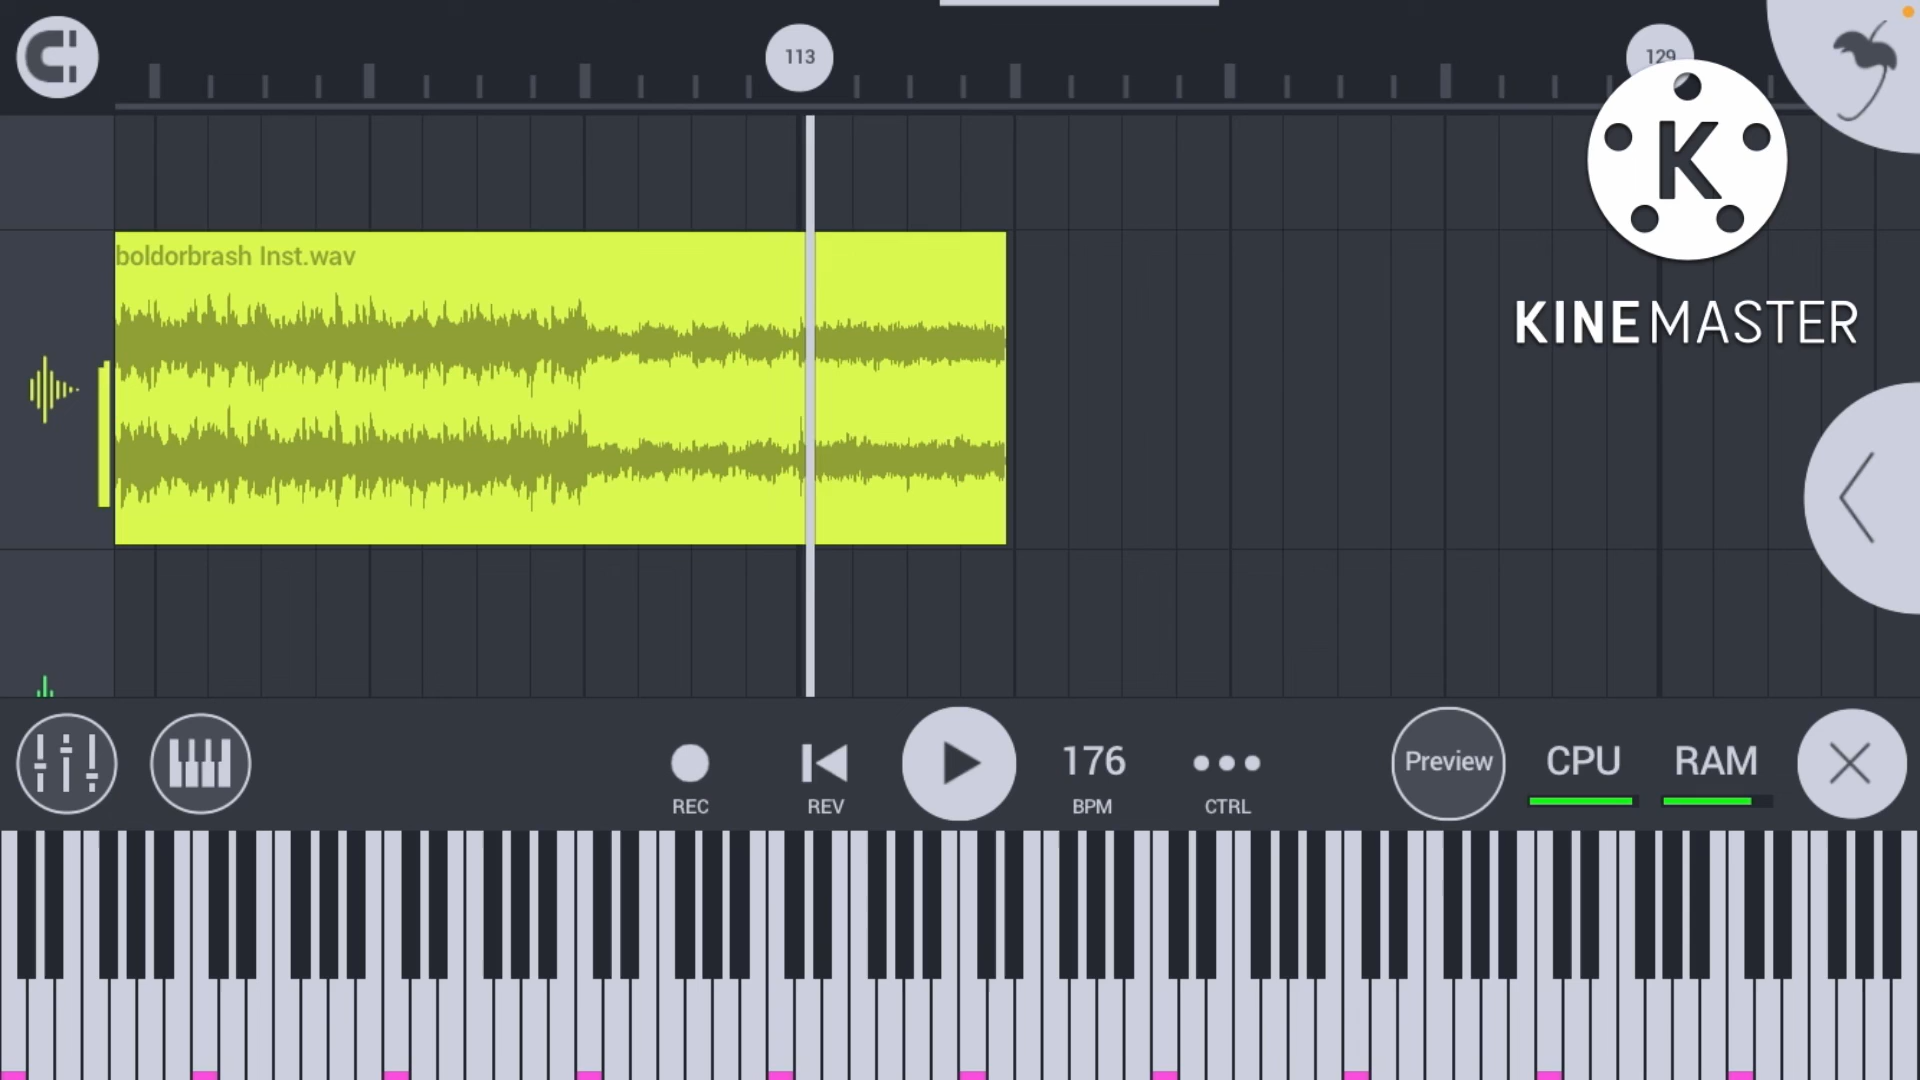 113
129
boldorbrash Inst.wav
K
KINEMASTER
176
Preview
CPU
RAM
REC
REV
BPM
CTRL